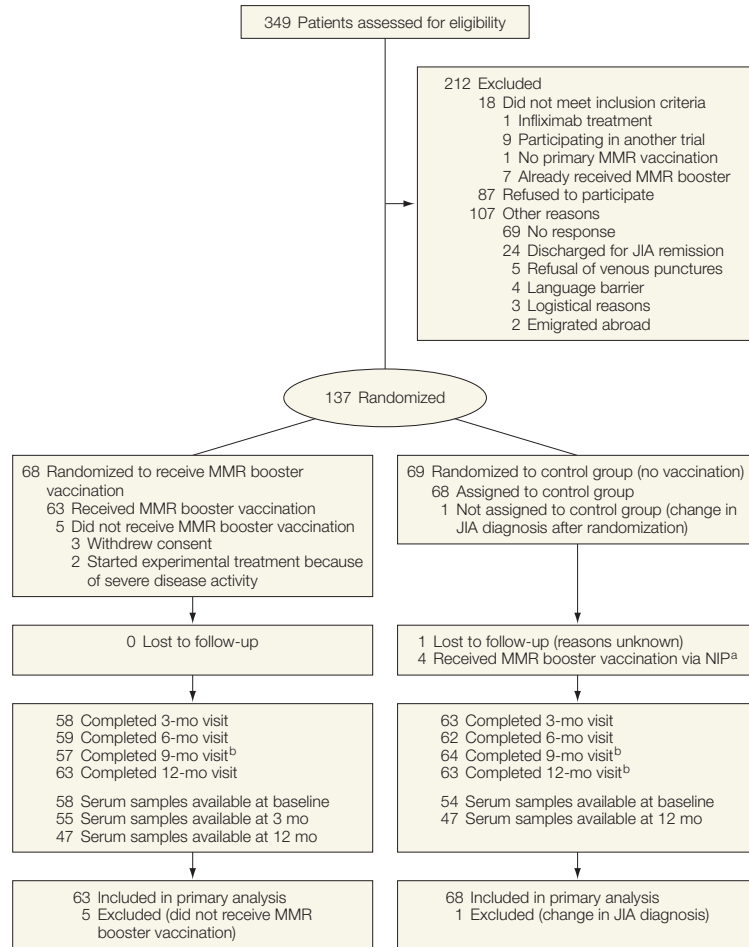 349 Patients assessed for eligibility
212 Excluded
18 Did not meet inclusion criteria
1 Infliximab treatment
9 Participating in another trial
1 No primary MMR vaccination
7 Already received MMR booster
87 Refused to participate
107 Other reasons
69 No response
24 Discharged for JIA remission
5 Refusal of venous punctures
4 Language barrier
3 Logistical reasons
2 Emigrated abroad
137 Randomized
68 Randomized to receive MMR booster
vaccination
63 Received MMR booster vaccination
5 Did not receive MMR booster vaccination
3 Withdrew consent
2 Started experimental treatment because
of severe disease activity
69 Randomized to control group (no vaccination)
68 Assigned to control group
1 Not assigned to control group (change in
JIA diagnosis after randomization)
0 Lost to follow-up
1 Lost to follow-up (reasons unknown)
4 Received MMR booster vaccination via NIPa
58 Completed 3-mo visit
59 Completed 6-mo visit
57 Completed 9-mo visitb
63 Completed 12-mo visit
58 Serum samples available at baseline
55 Serum samples available at 3 mo
47 Serum samples available at 12 mo
63 Completed 3-mo visit
62 Completed 6-mo visit
64 Completed 9-mo visitb
63 Completed 12-mo visitb
54 Serum samples available at baseline
47 Serum samples available at 12 mo
63 Included in primary analysis
5 Excluded (did not receive MMR
booster vaccination)
68 Included in primary analysis
1 Excluded (change in JIA diagnosis)